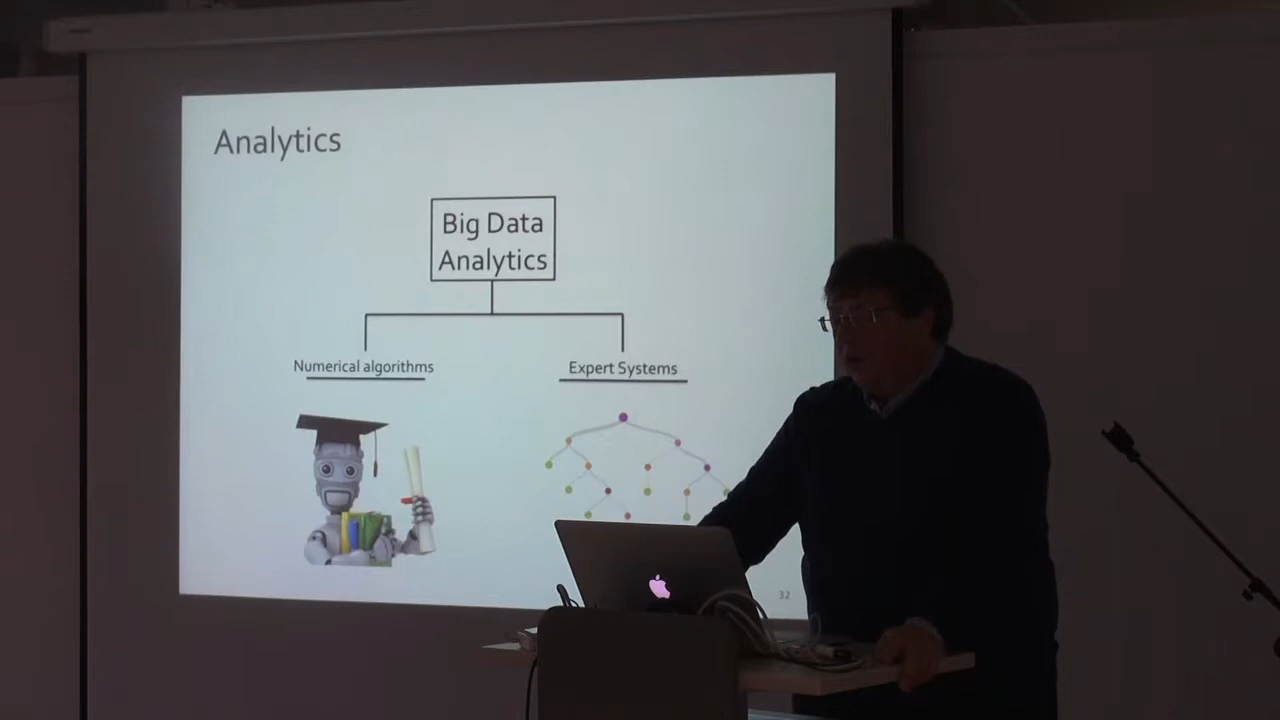 Analytics
Big Data
Analytics
Numerical algorithms
Expert Systems
32